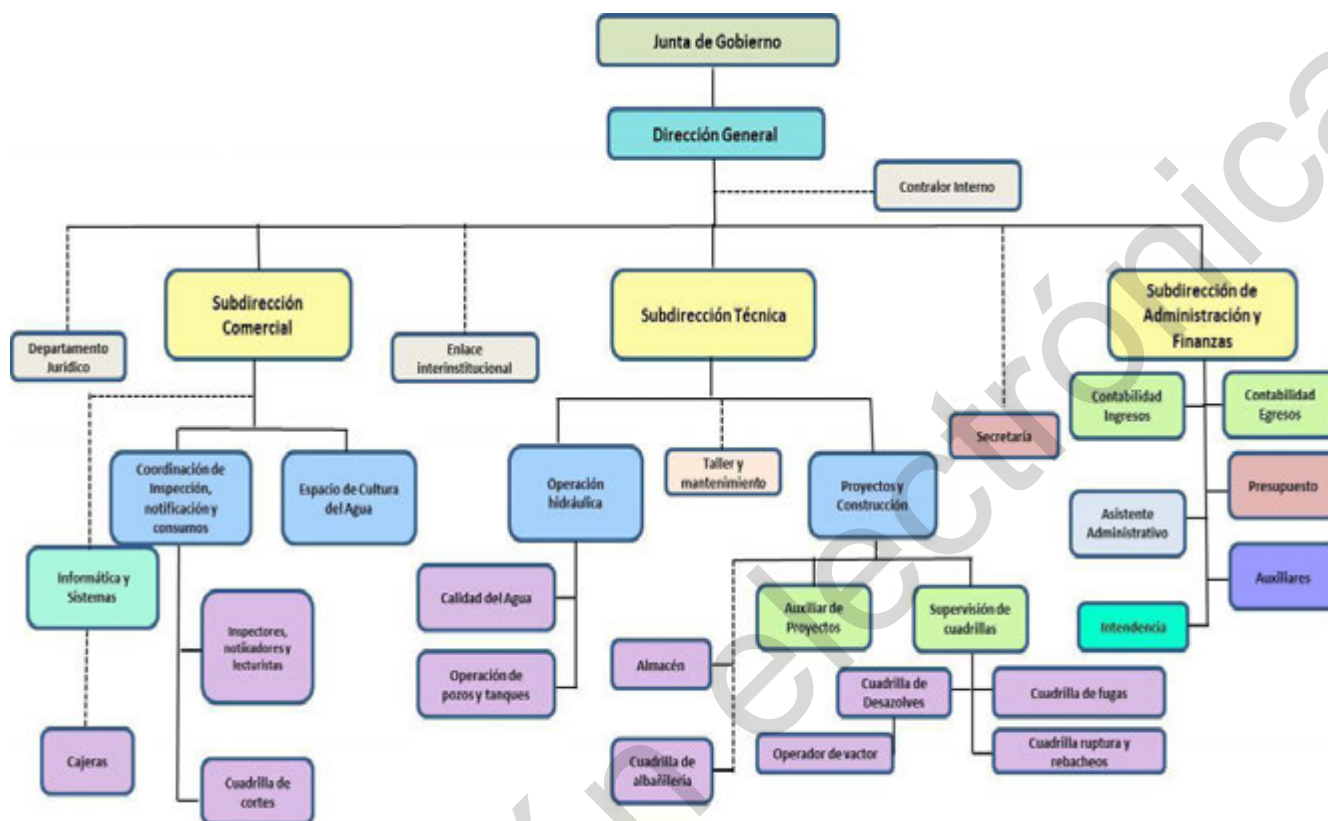 Junta de Gobierno
Dirección General
Contralor Interno
Subdirección
Comercial
Subdirección Técnica
Subdirección de
Administración y
Finanzas
Departamento
Jurídico
Enlace
interinstitucional
Contabilidad
Ingresos
Contabilidad
Egresos
Secretaria
Coordinación de
Inspección,
notificación y
consumos
Espacio de Cultura
del Agua
Operación
hidráulica
Taller y
mantenimiento
Proyectos y
Construcción
Presupuesto
Asistente
Administrativo
Informática y
Sistemas
Auxiliares
Calidad del Agua
Auxiliar de
Proyectos
Supervisión de
cuadrillas
Intendencia
Inspectores,
noticadores y
lecturistas
Operación de
pozos y tanques
Almacén
Cuadrilla de
Desazolves
Cuadrilla de fugas
Cajeras
Cuadrilla de
albañilería
Operador de vactor
Cuadrilla ruptura y
rebacheos
Cuadrilla de
cortes
electrónica